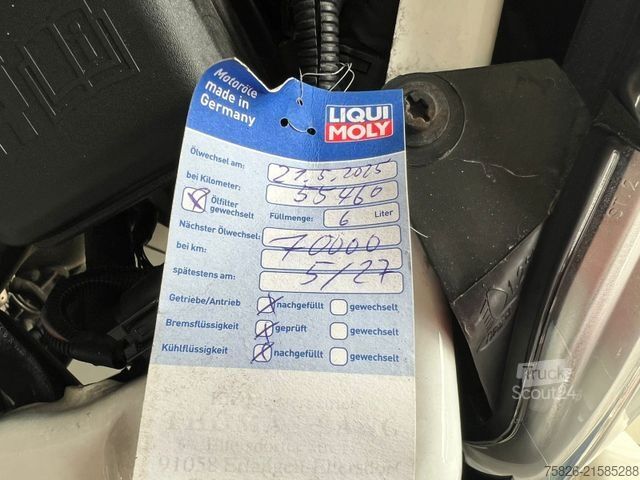 Motoröle
made in
Germany
LIQUI
MOLY
Ölwechsel am: 21.5.2025
bei Kilometer: 55460
Ölfilter
gewechselt
Füllmenge: 6 Liter
Nächster Ölwechsel:
bei km: 70000
spätestens am: 5/27
Getriebe/Antrieb nachgefüllt gewechselt
Bremsflüssigkeit geprüft gewechselt
Kühlflüssigkeit nachgefüllt gewechselt
91058
Truck
Scout24
75826-21585288